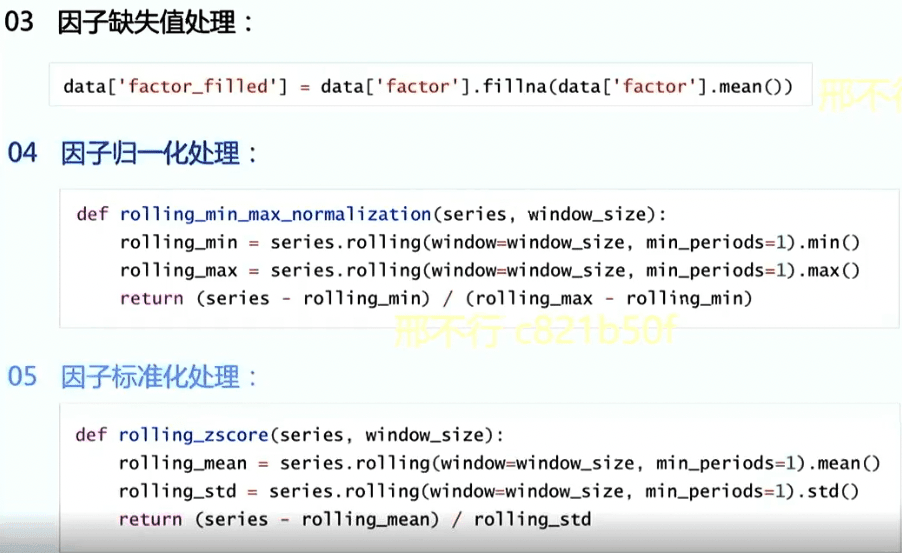 03 因子缺失值处理：
data['factor_filled'] = data['factor'].fillna(data['factor'].mean())
邢不行
04 因子归一化处理：
def rolling_min_max_normalization(series, window_size):
rolling_min = series.rolling(window=window_size, min_periods=1).min()
rolling_max = series.rolling(window=window_size, min_periods=1).max()
return (series - rolling_min) / (rolling_max - rolling_min)
邢不行 c821b50f
05 因子标准化处理：
def rolling_zscore(series, window_size):
rolling_mean = series.rolling(window=window_size, min_periods=1).mean()
rolling_std = series.rolling(window=window_size, min_periods=1).std()
return (series - rolling_mean) / rolling_std